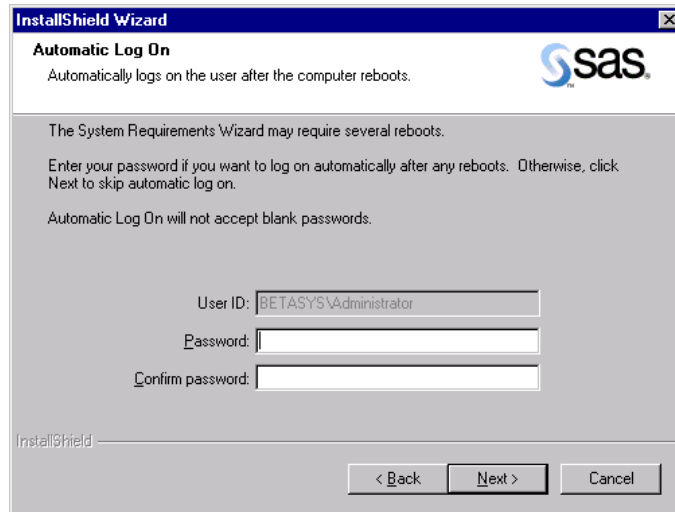 InstallShield Wizard
Automatic Log On
Automatically logs on the user after the computer reboots.
sas.
TM
The System Requirements Wizard may require several reboots.
Enter your password if you want to log on automatically after any reboots. Otherwise, click
Next to skip automatic log on.
Automatic Log On will not accept blank passwords.
User ID: BETASYS\Administrator
Password:
Confirm password:
InstallShield
< Back Next > Cancel